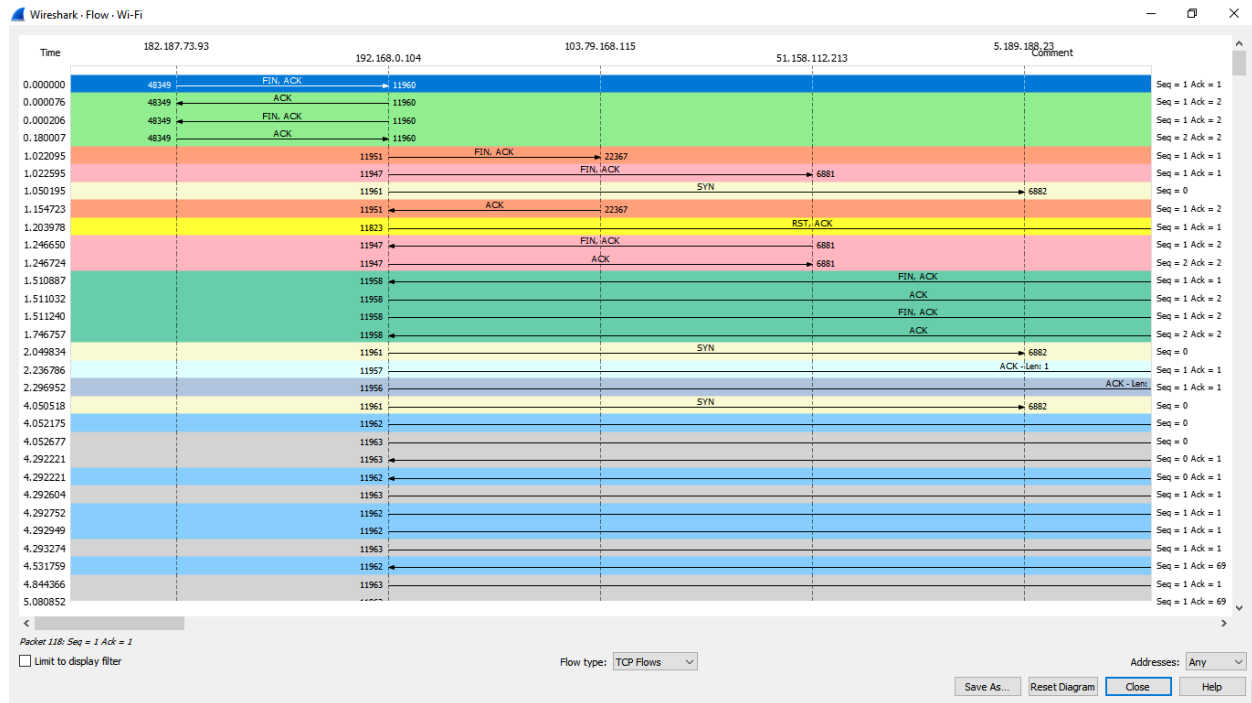 Wireshark · Flow · Wi-Fi
Time 182.187.73.93 192.168.0.104 103.79.168.115 51.158.112.213 5.189.188.23 Comment
0.000000 48349 FIN, ACK 11960 Seq = 1 Ack = 1
0.000076 48349 ACK 11960 Seq = 1 Ack = 2
0.000206 48349 FIN, ACK 11960 Seq = 1 Ack = 2
0.180007 48349 ACK 11960 Seq = 2 Ack = 2
1.022095 11951 FIN, ACK 22367 Seq = 1 Ack = 1
1.022595 11947 FIN, ACK 6881 Seq = 1 Ack = 1
1.050195 11961 SYN 6882 Seq = 0
1.154723 11951 ACK 22367 Seq = 1 Ack = 2
1.203978 11823 RST, ACK Seq = 1 Ack = 1
1.246650 11947 FIN, ACK 6881 Seq = 1 Ack = 2
1.246724 11947 ACK 6881 Seq = 2 Ack = 2
1.510887 11958 FIN, ACK Seq = 1 Ack = 1
1.511032 11958 ACK Seq = 1 Ack = 2
1.511240 11958 FIN, ACK Seq = 1 Ack = 2
1.746757 11958 ACK Seq = 2 Ack = 2
2.049834 11961 SYN 6882 Seq = 0
2.236786 11957 ACK - Len: 1 Seq = 1 Ack = 1
2.296952 11956 ACK - Len: Seq = 1 Ack = 1
4.050518 11961 SYN 6882 Seq = 0
4.052175 11962 Seq = 0
4.052677 11963 Seq = 0
4.292221 11963 Seq = 0 Ack = 1
4.292221 11962 Seq = 0 Ack = 1
4.292604 11963 Seq = 1 Ack = 1
4.292752 11962 Seq = 1 Ack = 1
4.292949 11962 Seq = 1 Ack = 1
4.293274 11963 Seq = 1 Ack = 1
4.531759 11962 Seq = 1 Ack = 69
4.844366 11963 Seq = 1 Ack = 1
5.080852 Seq = 1 Ack = 69
Packet 118: Seq = 1 Ack = 1
Limit to display filter Flow type: TCP Flows Addresses: Any
Save As... Reset Diagram Close Help